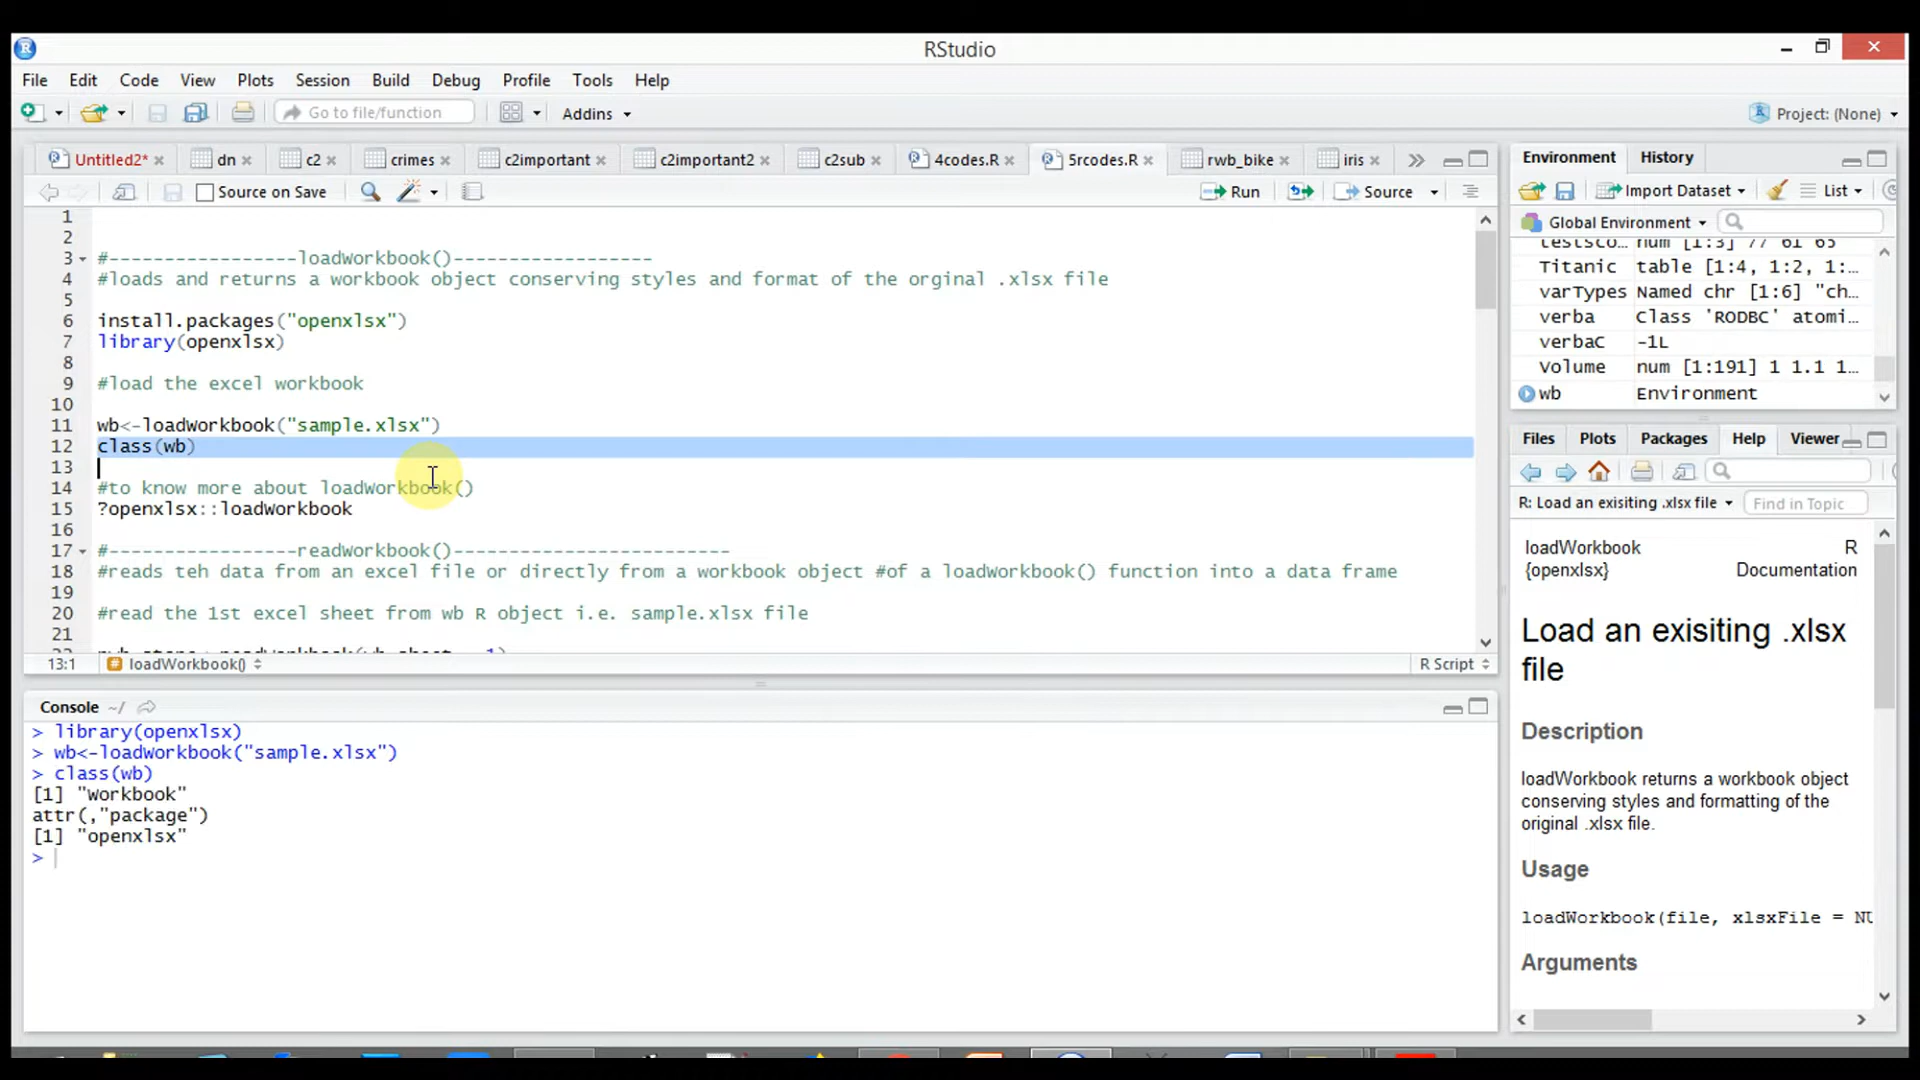 RStudio
File Edit Code View Plots Session Build Debug Profile Tools Help
Go to file/function Addins Project: (None)
Untitled2* dn c2 crimes c2important c2important2 c2sub 4codes.R 5rcodes.R rwb_bike iris
Source on Save Run Source
1
2
3 #-----------------loadWorkbook()------------------
4 #loads and returns a workbook object conserving styles and format of the orginal .xlsx file
5
6 install.packages("openxlsx")
7 library(openxlsx)
8
9 #load the excel workbook
10
11 wb<-loadWorkbook("sample.xlsx")
12 class(wb)
13
14 #to know more about loadWorkbook()
15 ?openxlsx::loadWorkbook
16
17 #-----------------readWorkbook()-------------------------
18 #reads teh data from an excel file or directly from a workbook object #of a loadWorkbook() function into a data frame
19
20 #read the 1st excel sheet from wb R object i.e. sample.xlsx file
21
13:1 loadWorkbook() R Script
Console ~/
> library(openxlsx)
> wb<-loadWorkbook("sample.xlsx")
> class(wb)
[1] "Workbook"
attr(,"package")
[1] "openxlsx"
>
Environment History
Import Dataset List
Global Environment
testsco… num [1:3] 77 61 65
Titanic table [1:4, 1:2, 1:…
varTypes Named chr [1:6] "ch…
verba Class 'RODBC' atomi…
verbaC -1L
Volume num [1:191] 1 1.1 1…
wb Environment
Files Plots Packages Help Viewer
R: Load an exisiting .xlsx file Find in Topic
loadWorkbook {openxlsx}
R Documentation
Load an exisiting .xlsx
file
Description
loadWorkbook returns a workbook object
conserving styles and formatting of the
original .xlsx file.
Usage
loadWorkbook(file, xlsxFile = NU
Arguments